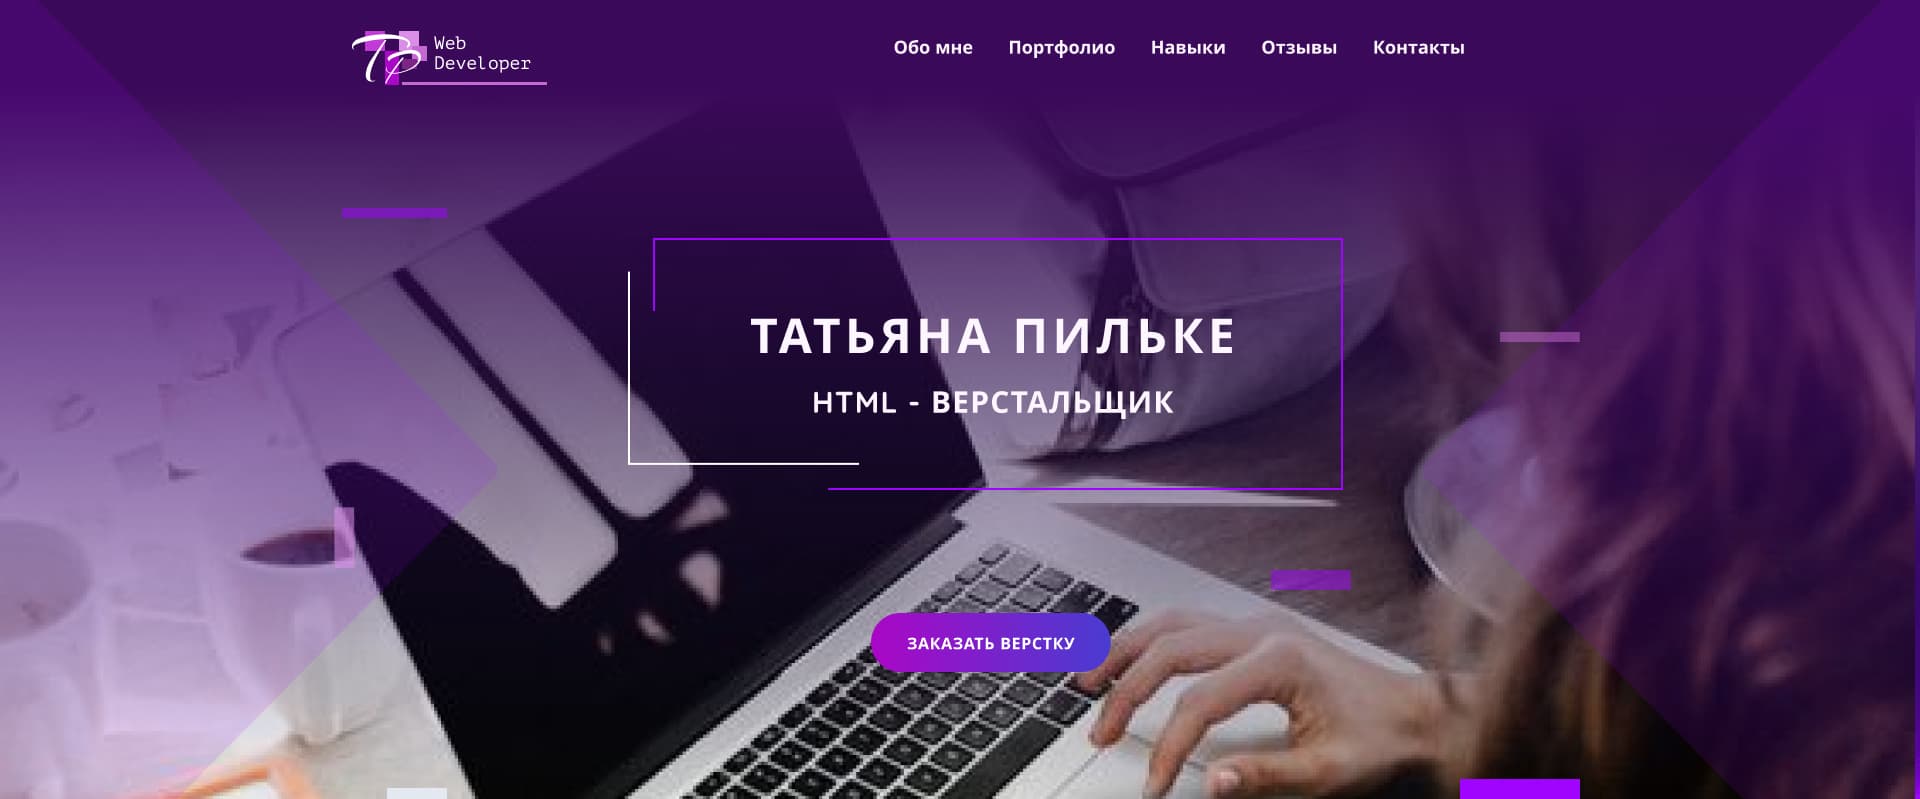 TP
Web
Developer
Обо мне Портфолио Навыки Отзывы Контакты
ТАТЬЯНА ПИЛЬКЕ
HTML - ВЕРСТАЛЬЩИК
ЗАКАЗАТЬ ВЕРСТКУ